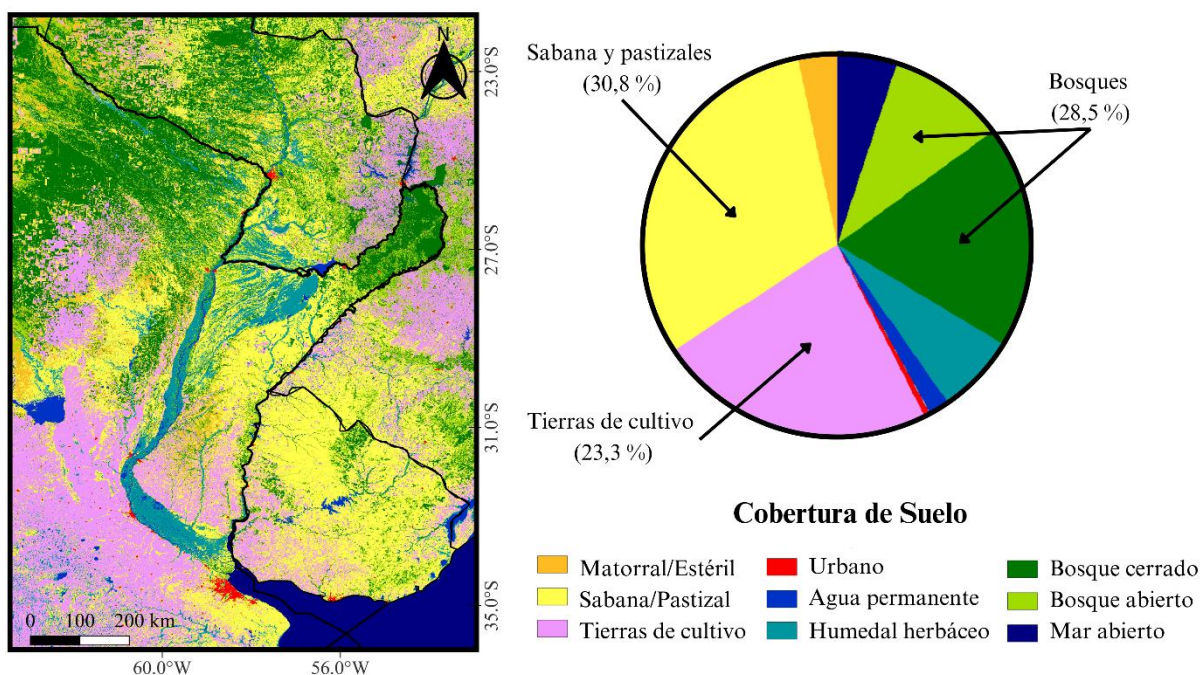 N
23.0°S
27.0°S
31.0°S
35.0°S
0 100 200 km
60.0°W 56.0°W
Sabana y pastizales
(30,8 %)
Bosques
(28,5 %)
Tierras de cultivo
(23,3 %)
Cobertura de Suelo
Matorral/Estéril
Sabana/Pastizal
Tierras de cultivo
Urbano
Agua permanente
Humedal herbáceo
Bosque cerrado
Bosque abierto
Mar abierto